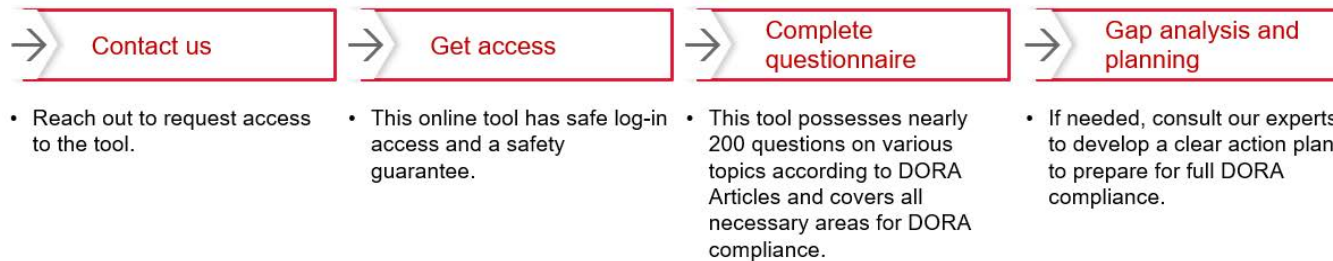 Contact us
• Reach out to request access
to the tool.
Get access
• This online tool has safe log-in
access and a safety
guarantee.
Complete
questionnaire
• This tool possesses nearly
200 questions on various
topics according to DORA
Articles and covers all
necessary areas for DORA
compliance.
Gap analysis and
planning
• If needed, consult our experts
to develop a clear action plan
to prepare for full DORA
compliance.